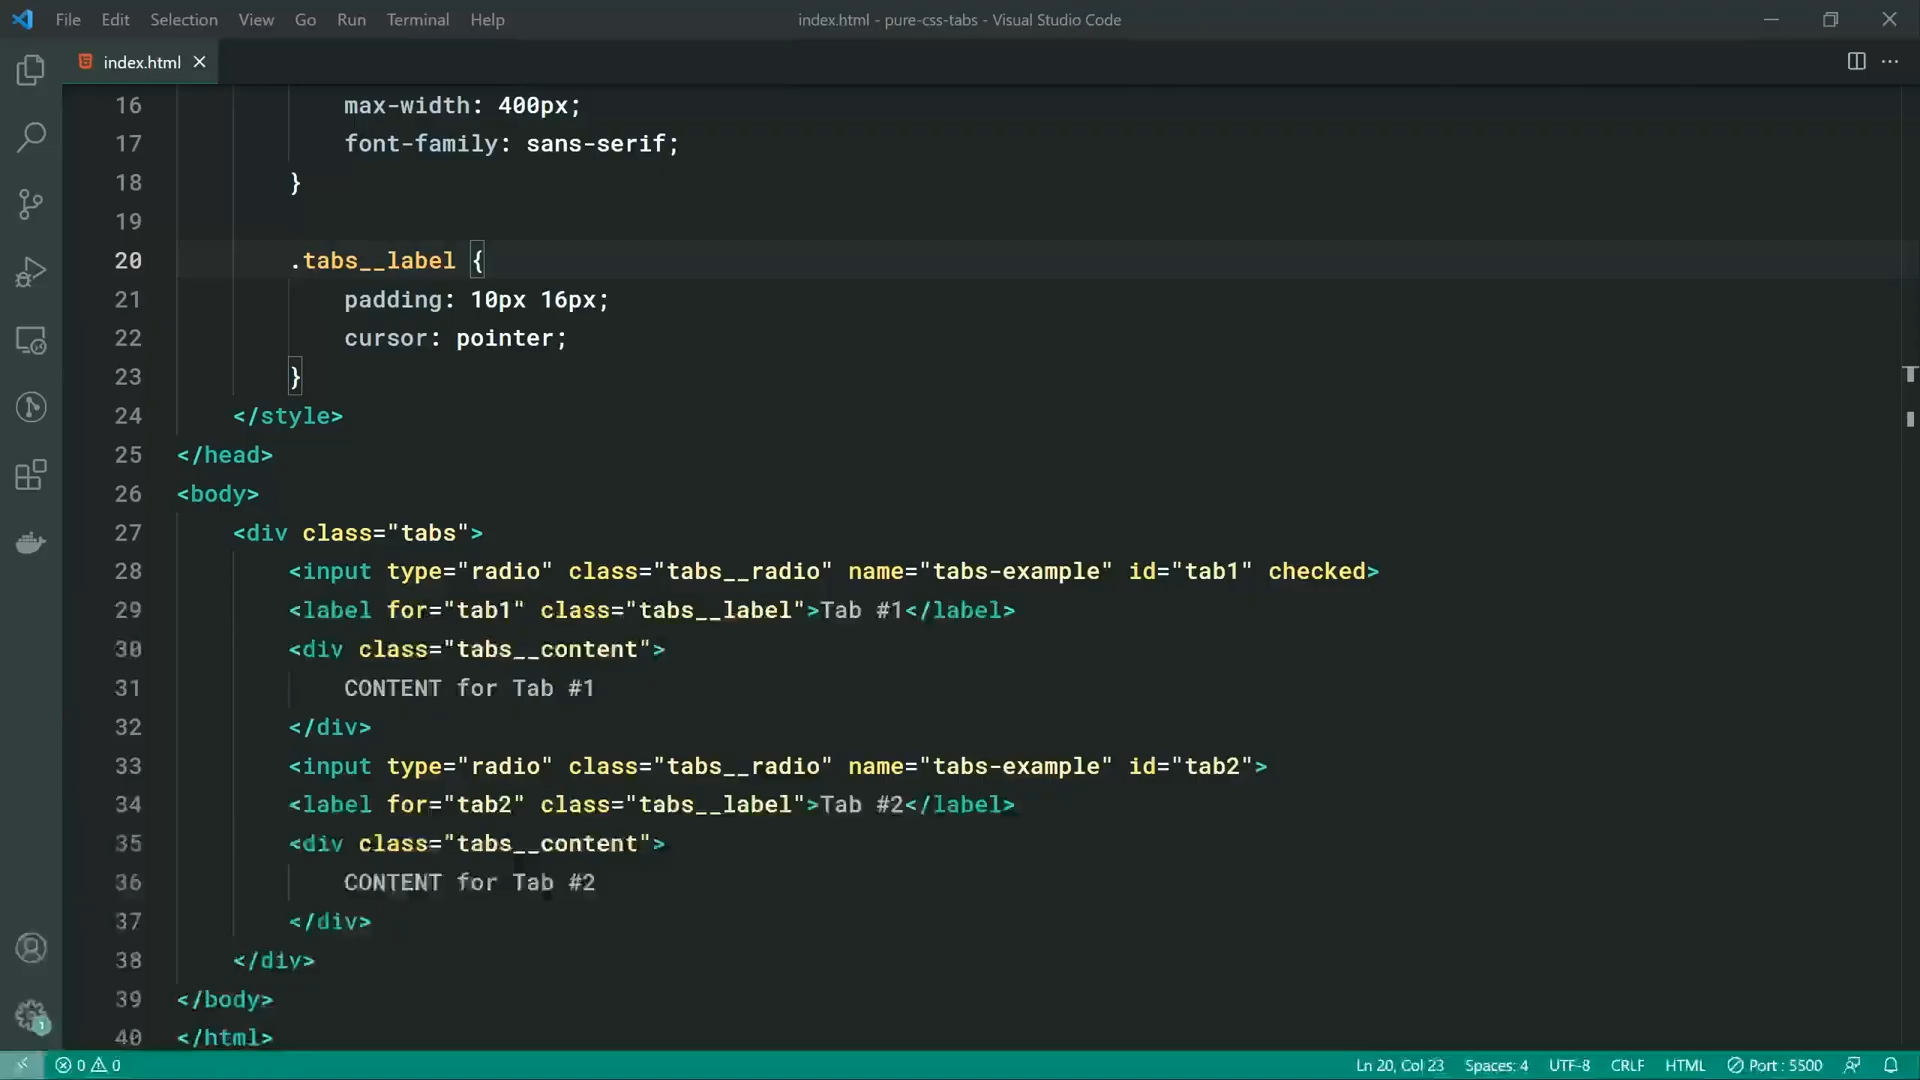 File Edit Selection View Go Run Terminal Help
index.html - pure-css-tabs - Visual Studio Code
index.html
16 max-width: 400px;
17 font-family: sans-serif;
18 }
19
20 .tabs__label {
21 padding: 10px 16px;
22 cursor: pointer;
23 }
24 </style>
25 </head>
26 <body>
27 <div class="tabs">
28 <input type="radio" class="tabs__radio" name="tabs-example" id="tab1" checked>
29 <label for="tab1" class="tabs__label">Tab #1</label>
30 <div class="tabs__content">
31 CONTENT for Tab #1
32 </div>
33 <input type="radio" class="tabs__radio" name="tabs-example" id="tab2">
34 <label for="tab2" class="tabs__label">Tab #2</label>
35 <div class="tabs__content">
36 CONTENT for Tab #2
37 </div>
38 </div>
39 </body>
40 </html>
1
0 0
Ln 20, Col 23 Spaces: 4 UTF-8 CRLF HTML Port : 5500